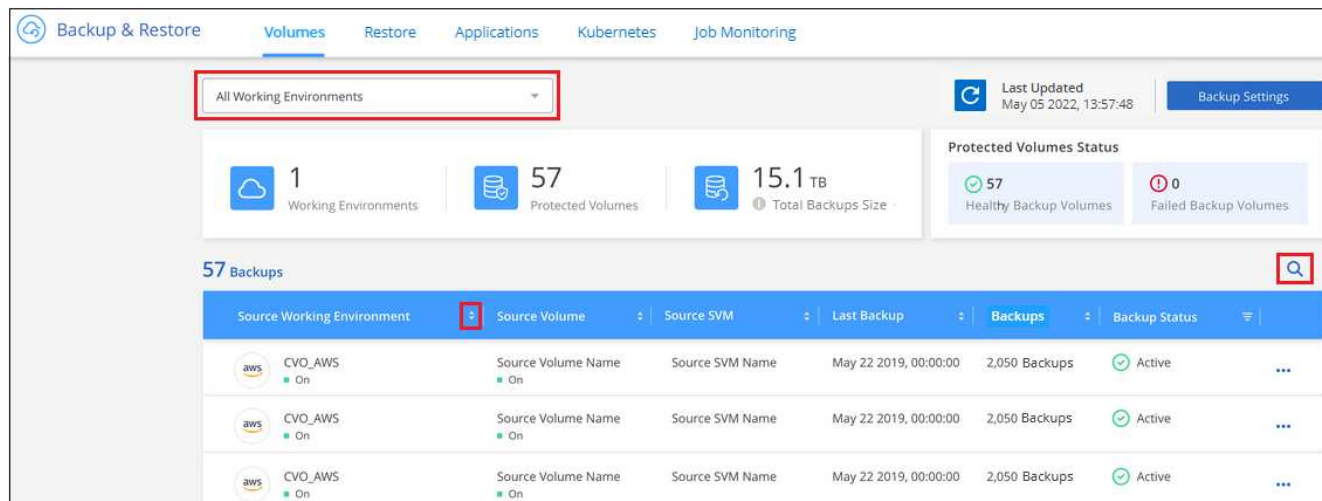 Backup & Restore Volumes Restore Applications Kubernetes Job Monitoring
All Working Environments
Last Updated
May 05 2022, 13:57:48
Backup Settings
1
Working Environments
57
Protected Volumes
15.1 TB
Total Backups Size
Protected Volumes Status
57
Healthy Backup Volumes
0
Failed Backup Volumes
57 Backups
Source Working Environment Source Volume Source SVM Last Backup Backups Backup Status
aws CVO_AWS Source Volume Name Source SVM Name May 22 2019, 00:00:00 2,050 Backups Active ...
On On
aws CVO_AWS Source Volume Name Source SVM Name May 22 2019, 00:00:00 2,050 Backups Active ...
On On
aws CVO_AWS Source Volume Name Source SVM Name May 22 2019, 00:00:00 2,050 Backups Active ...
On On